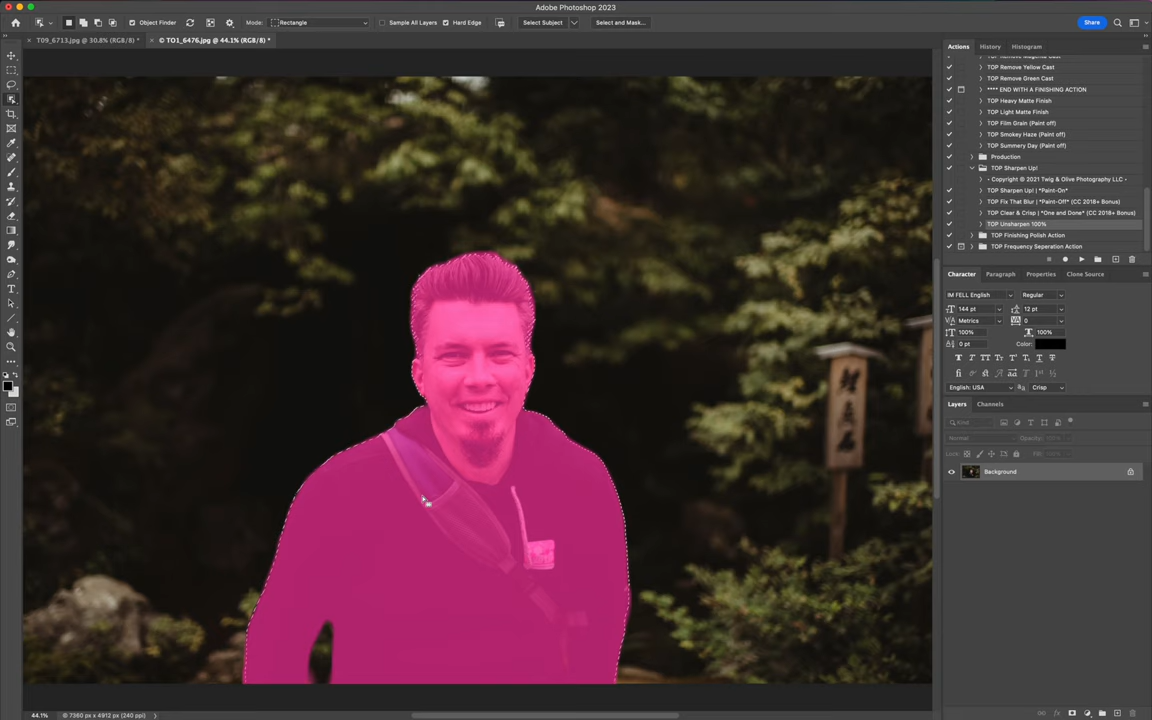 Adobe Photoshop 2023
Object Finder
Mode:
Rectangle
Sample All Layers
Hard Edge
Select Subject
Select and Mask...
Share
T09_6713.jpg @ 30.8% (RGB/8) *
© TO1_6476.jpg @ 44.1% (RGB/8) *
Actions
History
Histogram
TOP Remove Magenta Cast
TOP Remove Yellow Cast
TOP Remove Green Cast
**** END WITH A FINISHING ACTION
TOP Heavy Matte Finish
TOP Light Matte Finish
TOP Film Grain (Paint off)
TOP Smokey Haze (Paint off)
TOP Summery Day (Paint off)
Production
TOP Sharpen Up!
- Copyright © 2021 Twig & Olive Photography LLC -
TOP Sharpen Up! | *Paint-On*
TOP Fix That Blur | *Paint-Off* (CC 2018+ Bonus)
TOP Clear & Crisp | *One and Done* (CC 2018+ Bonus)
TOP Unsharpen 100%
TOP Finishing Polish Action
TOP Frequency Seperation Action
Character
Paragraph
Properties
Clone Source
IM FELL English
Regular
144 pt
12 pt
Metrics
0
100%
100%
0 pt
Color:
English: USA
Crisp
Layers
Channels
Kind
Normal
Opacity: 100%
Lock:
Fill: 100%
Background
44.1%
© 7360 px x 4912 px (240 ppi)